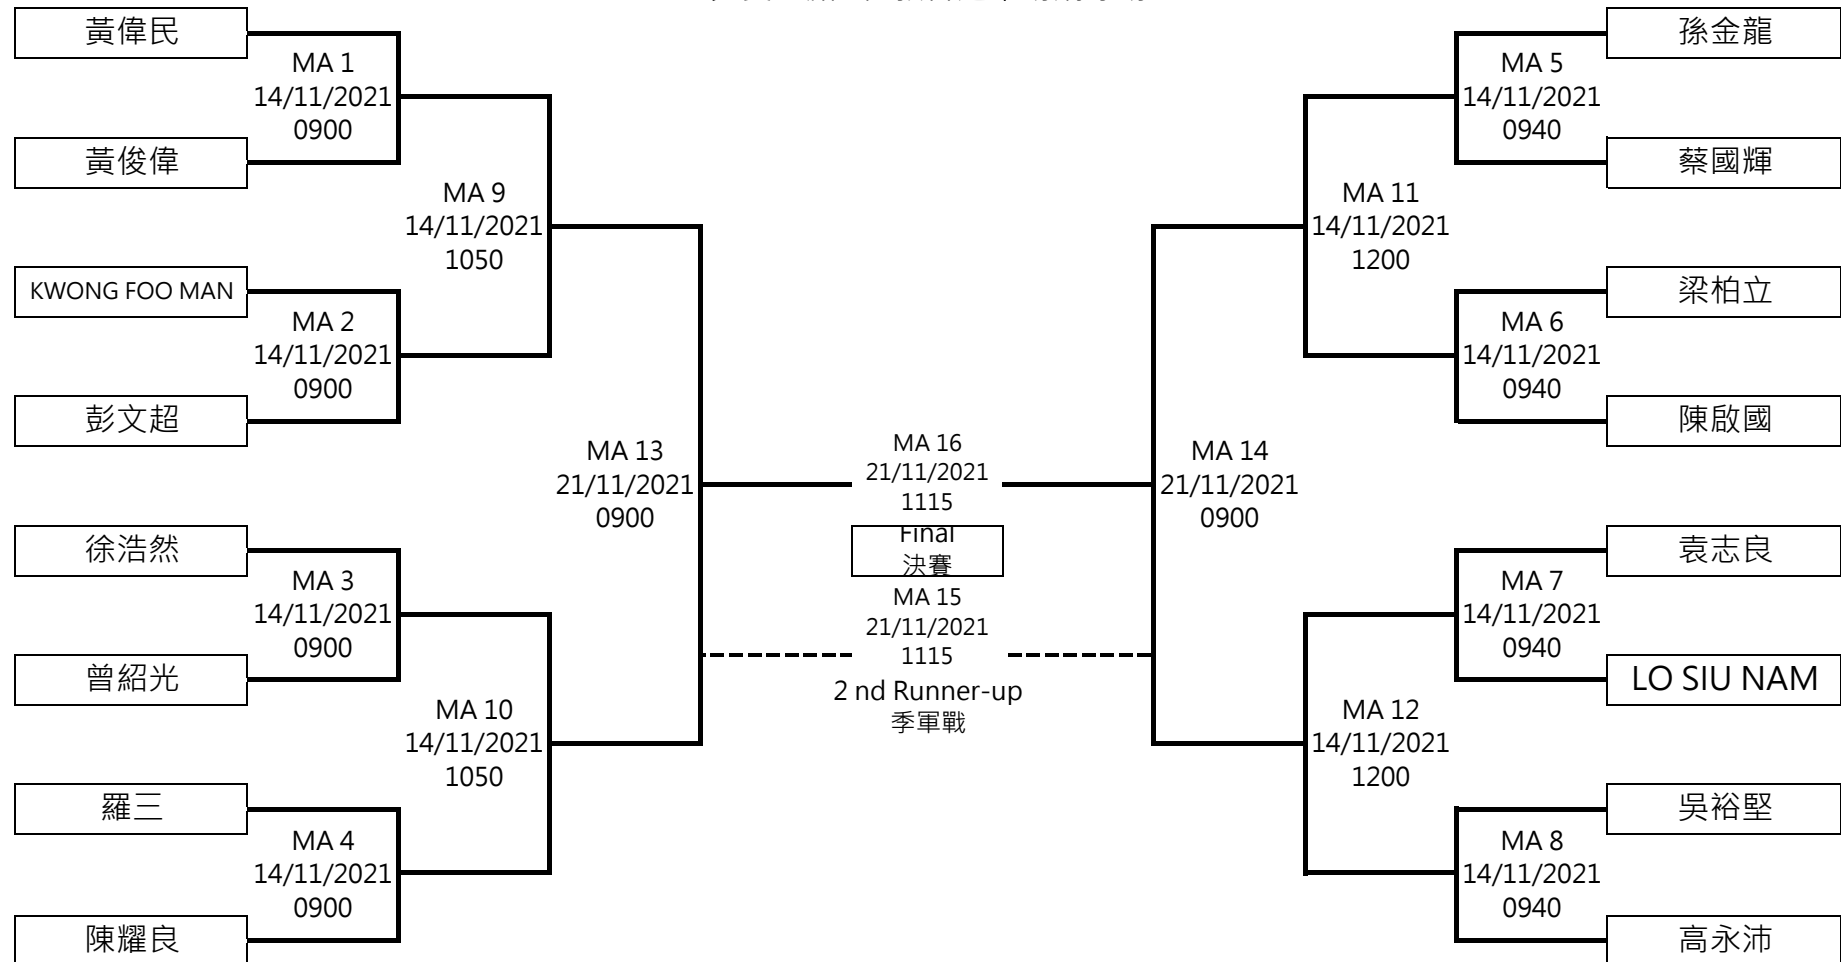 黃偉民
MA 1
14/11/2021
0900
黃俊偉
MA 9
14/11/2021
1050
KWONG FOO MAN
MA 2
14/11/2021
0900
彭文超
MA 13
21/11/2021
0900
徐浩然
MA 3
14/11/2021
0900
曾紹光
MA 10
14/11/2021
1050
羅三
MA 4
14/11/2021
0900
陳耀良
MA 16
21/11/2021
1115
Final
決賽
MA 15
21/11/2021
1115
2 nd Runner-up
季軍戰
孫金龍
MA 5
14/11/2021
0940
蔡國輝
MA 11
14/11/2021
1200
梁柏立
MA 6
14/11/2021
0940
陳啟國
MA 14
21/11/2021
0900
袁志良
MA 7
14/11/2021
0940
LO SIU NAM
MA 12
14/11/2021
1200
吳裕堅
MA 8
14/11/2021
0940
高永沛